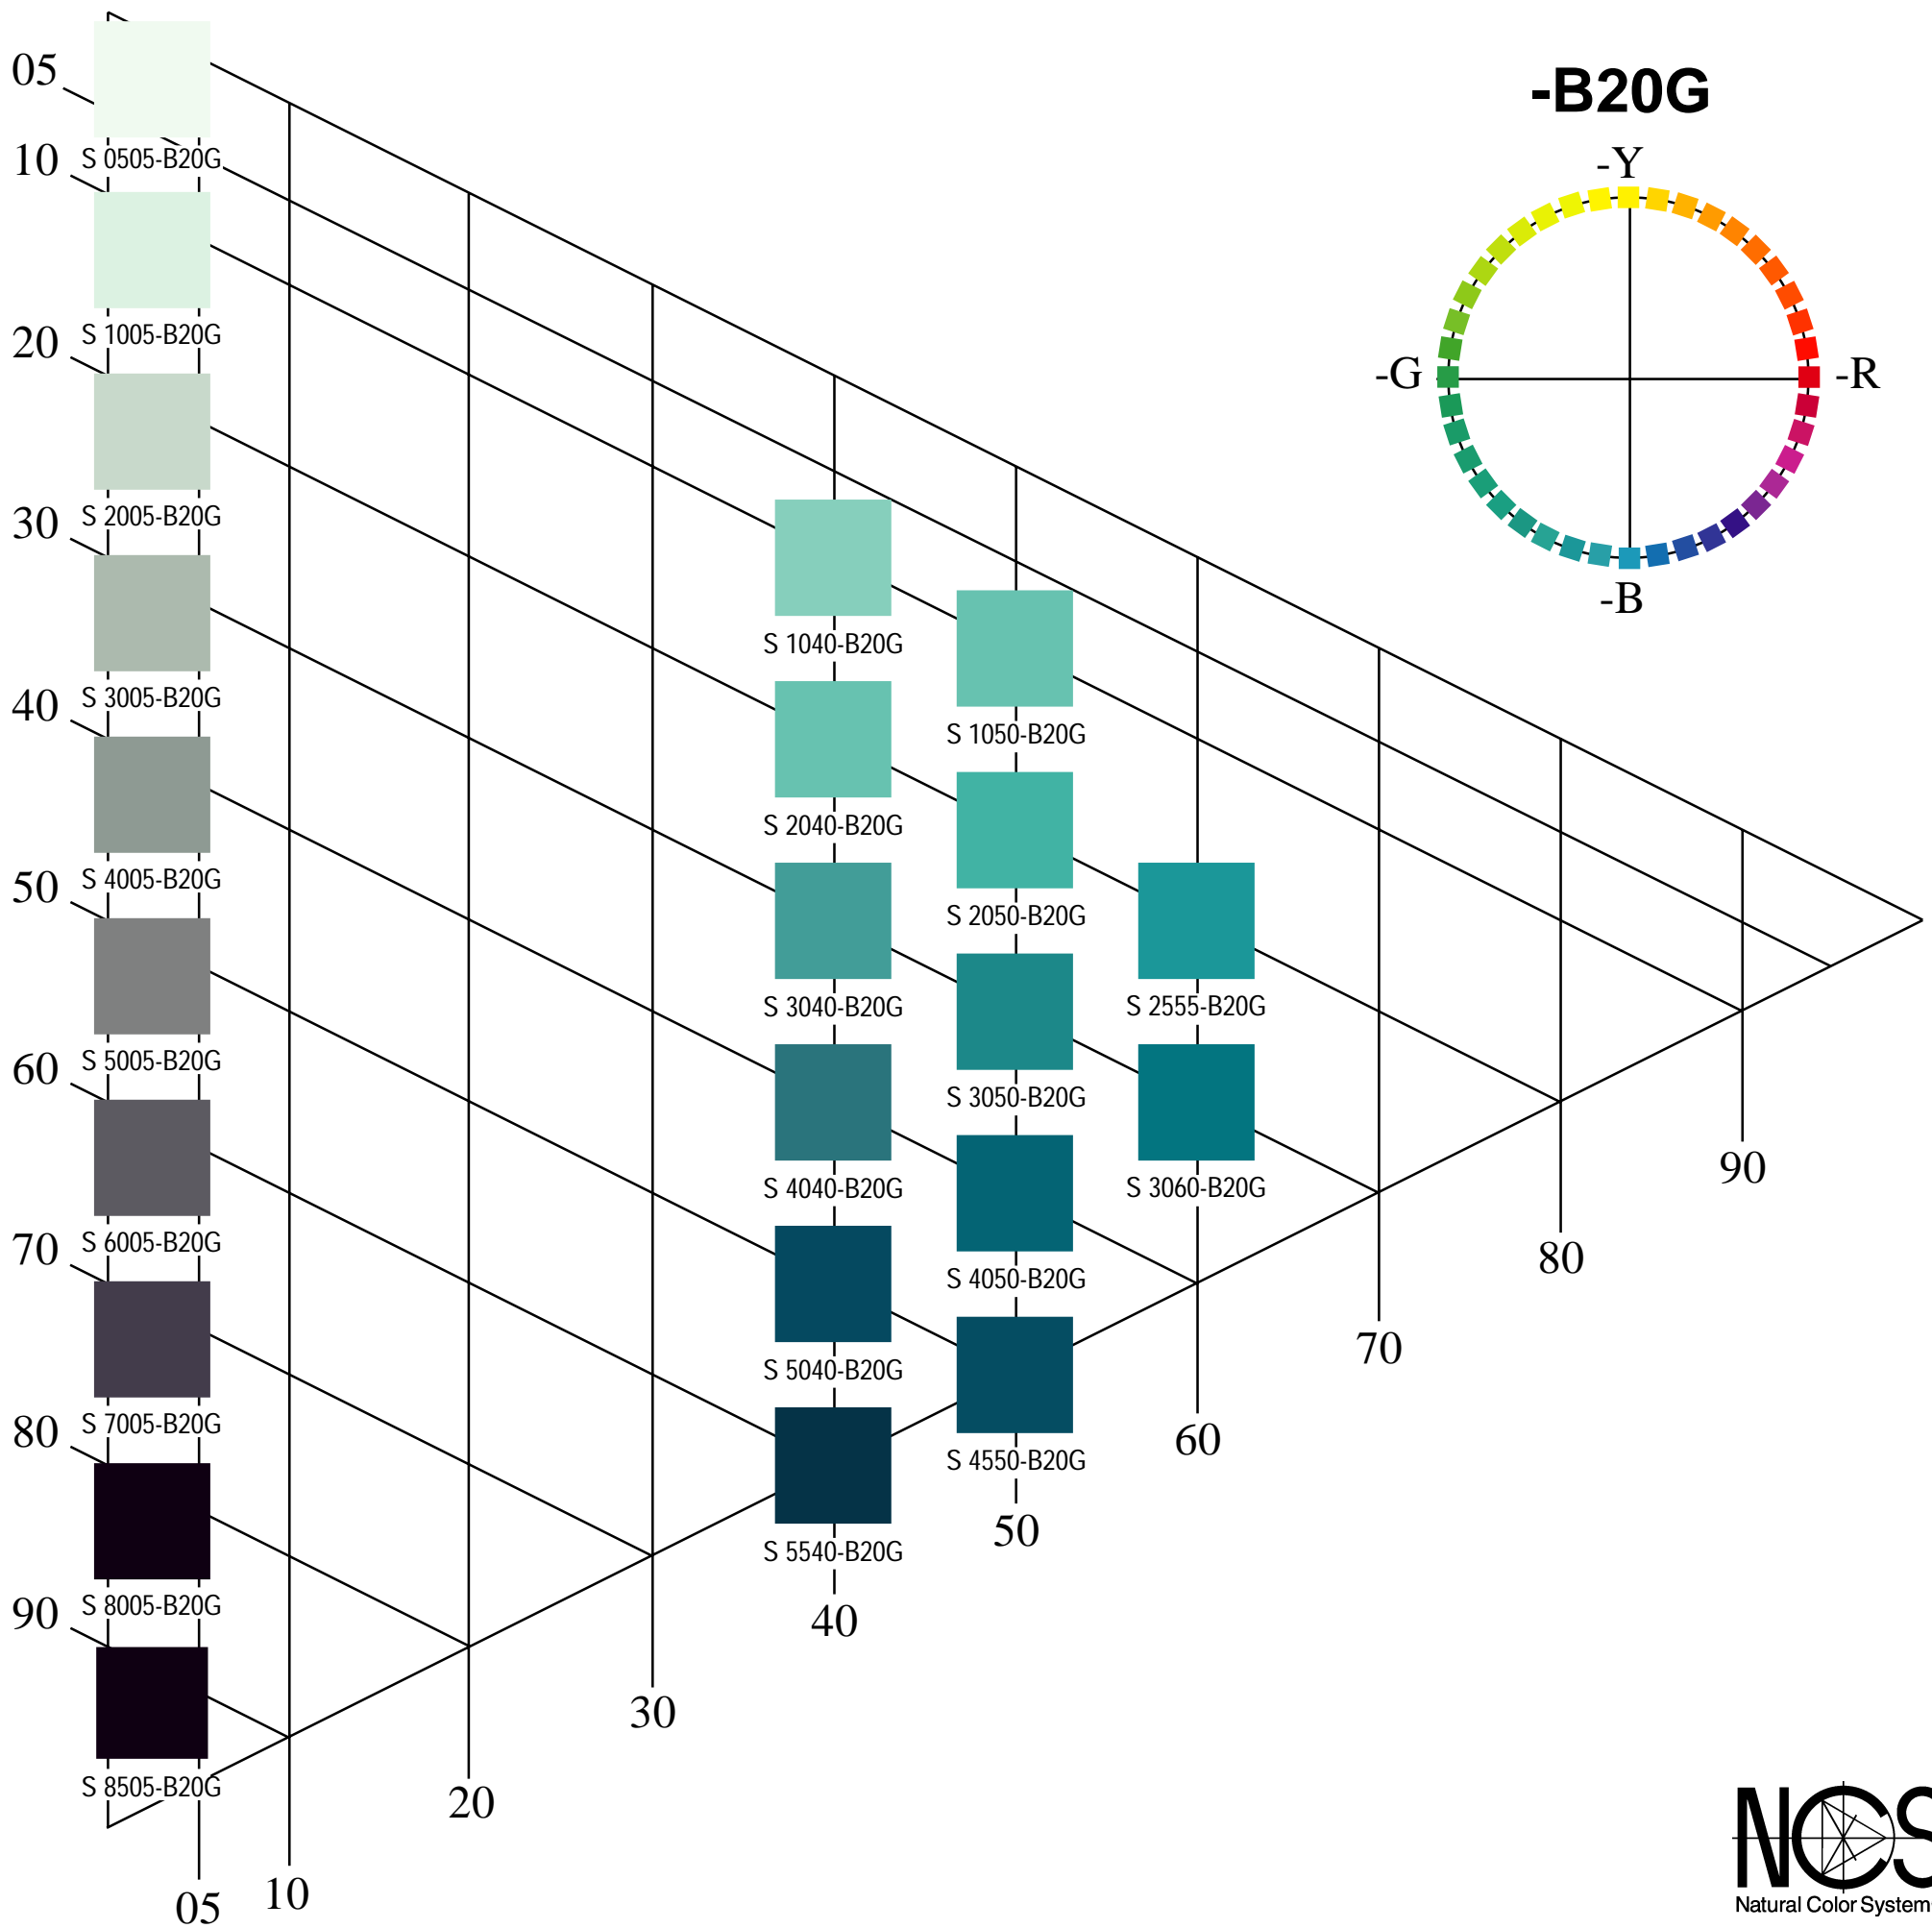 -B20G
-Y
-G
-R
-B
05
10
20
30
40
50
60
70
80
90
S 0505-B20G
S 1005-B20G
S 2005-B20G
S 3005-B20G
S 4005-B20G
S 5005-B20G
S 6005-B20G
S 7005-B20G
S 8005-B20G
S 8505-B20G
S 1040-B20G
S 2040-B20G
S 3040-B20G
S 4040-B20G
S 5040-B20G
S 5540-B20G
S 1050-B20G
S 2050-B20G
S 3050-B20G
S 4050-B20G
S 4550-B20G
S 2555-B20G
S 3060-B20G
05
10
20
30
40
50
60
70
80
90
NCS
Natural Color System